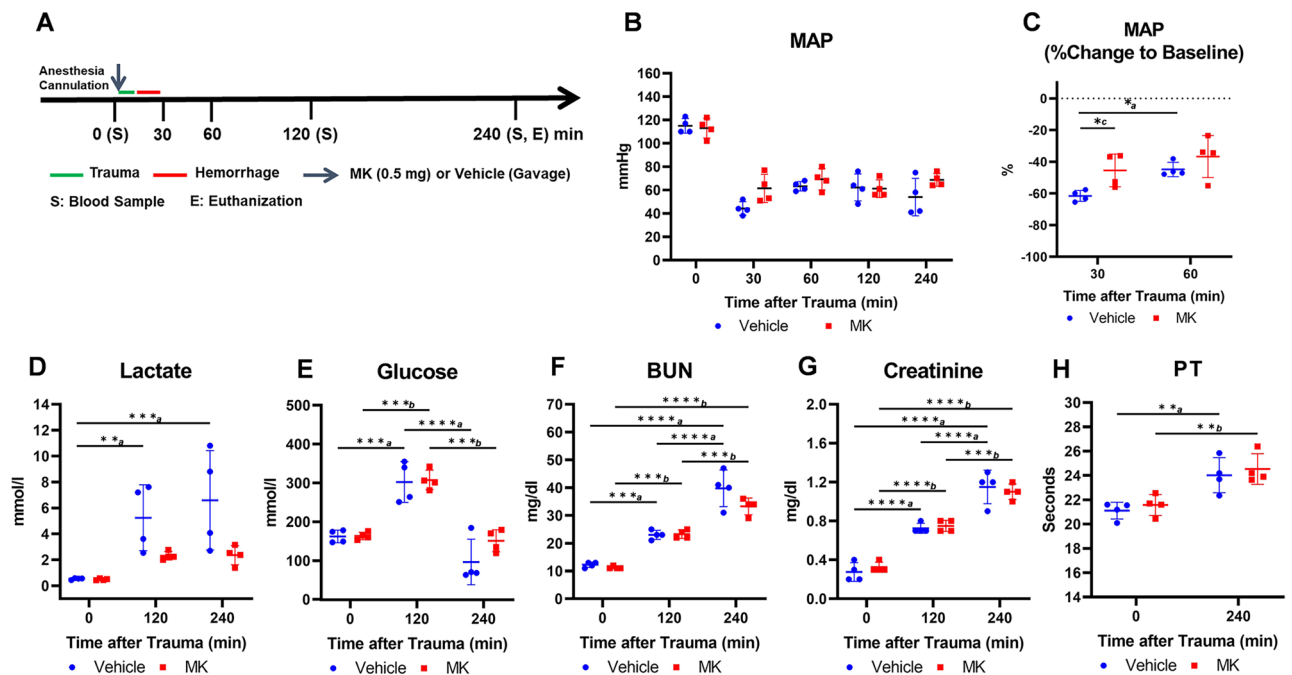 A
Anesthesia
Cannulation
0 (S) 30 60 120 (S) 240 (S, E) min
Trauma Hemorrhage MK (0.5 mg) or Vehicle (Gavage)
S: Blood Sample E: Euthanization
B
MAP
160
140
120
100
80
60
40
20
0
mmHg
0 30 60 120 240
Time after Trauma (min)
Vehicle MK
C
MAP
(%Change to Baseline)
0
-20
-40
-60
-80
-100
%
*a
*c
30 60
Time after Trauma (min)
Vehicle MK
D
Lactate
14
12
10
8
6
4
2
0
mmol/l
***a
**a
0 120 240
Time after Trauma (min)
Vehicle MK
E
Glucose
500
400
300
200
100
0
mmol/l
***b
****a
***a ***b
0 120 240
Time after Trauma (min)
Vehicle MK
F
BUN
70
60
50
40
30
20
10
0
mg/dl
****b
****a
****a
***b
***b
***a
0 120 240
Time after Trauma (min)
Vehicle MK
G
Creatinine
2.0
1.6
1.2
0.8
0.4
0.0
mg/dl
****b
****a
****a
***b
****b
****a
0 120 240
Time after Trauma (min)
Vehicle MK
H
PT
30
28
26
24
22
20
18
16
14
Seconds
**a
**b
0 240
Time after Trauma (min)
Vehicle MK